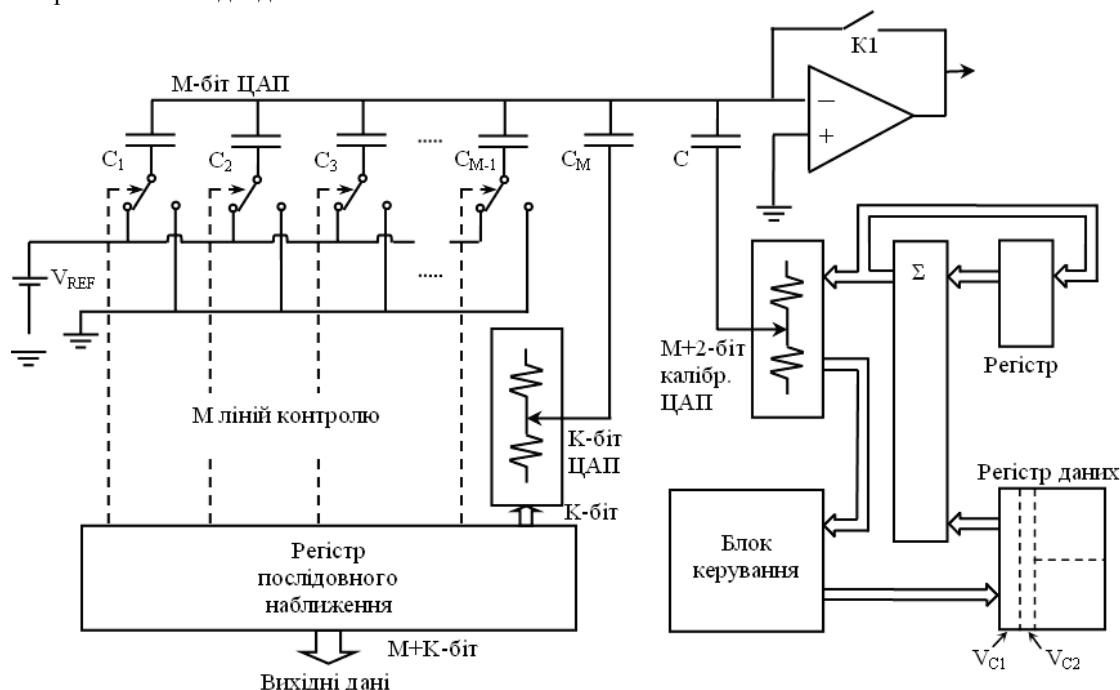 K1
M-біт ЦАП
C1
C2
C3
.....
CM-1
CM
C
VREF
.....
Σ
Регістр
M+2-біт
калібр.
ЦАП
М ліній контролю
К-біт
ЦАП
К-біт
Регістр даних
Блок
керування
Регістр
послідовного
наближення
VC1
VC2
M+K-біт
Вихідні дані